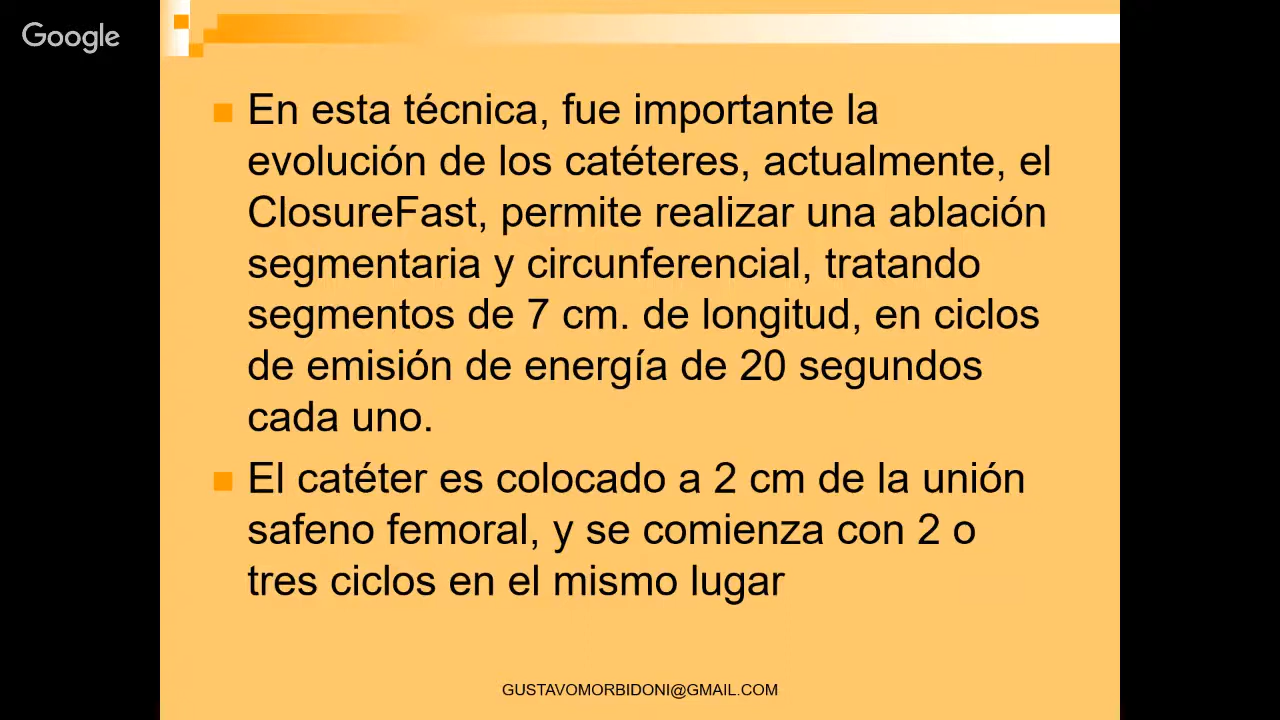 Google
En esta técnica, fue importante la
evolución de los catéteres, actualmente, el
ClosureFast, permite realizar una ablación
segmentaria y circunferencial, tratando
segmentos de 7 cm. de longitud, en ciclos
de emisión de energía de 20 segundos
cada uno.
El catéter es colocado a 2 cm de la unión
safeno femoral, y se comienza con 2 o
tres ciclos en el mismo lugar
GUSTAVOMORBIDONI@GMAIL.COM